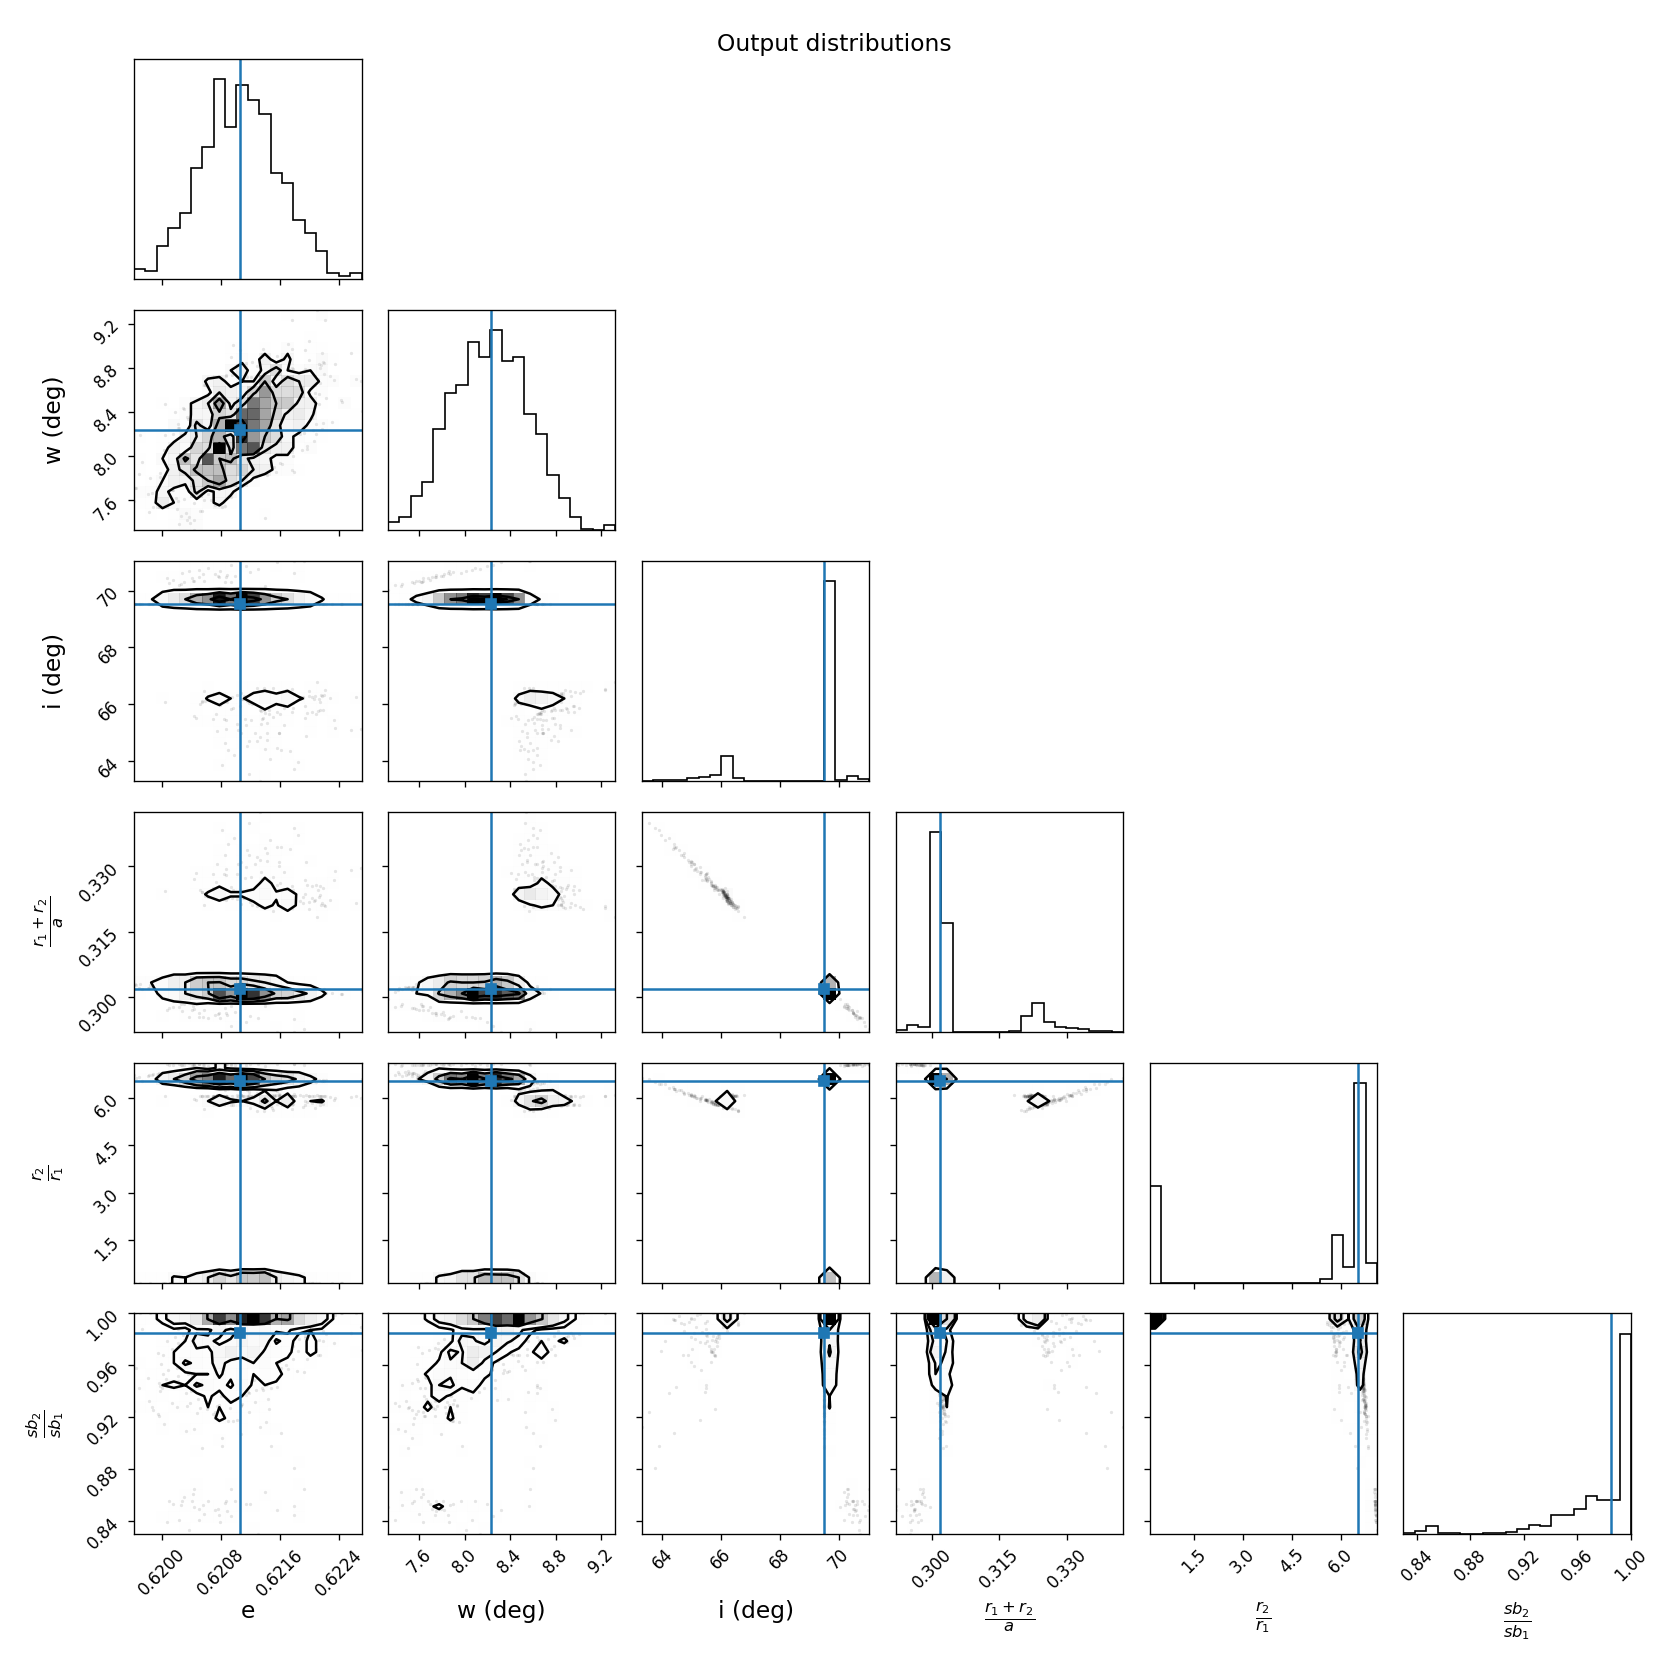 Output distributions
w (deg)
9.2
8.8
8.4
8.0
7.6
i (deg)
70
68
66
64
r₁ + r₂
a
0.330
0.315
0.300
r₂
r₁
6.0
4.5
3.0
1.5
sb₂
sb₁
1.00
0.96
0.92
0.88
0.84
0.6200 0.6208 0.6216 0.6224 7.6 8.0 8.4 8.8 9.2 64 66 68 70 0.300 0.315 0.330 1.5 3.0 4.5 6.0 0.84 0.88 0.92 0.96 1.00
e w (deg) i (deg) r₁ + r₂ r₂ sb₂
a r₁ sb₁